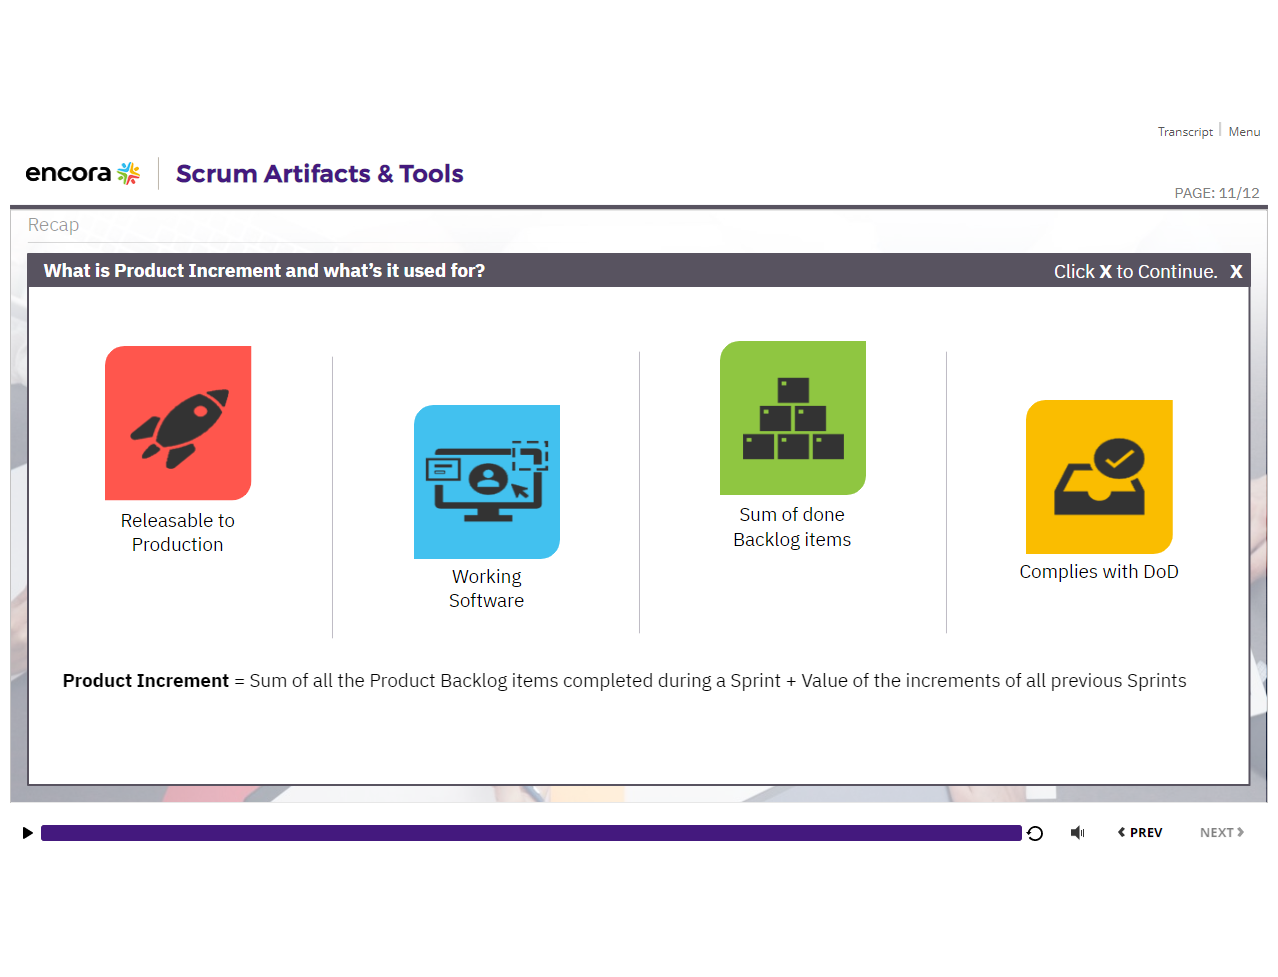 Transcript | Menu
encora
Scrum Artifacts & Tools
PAGE: 11/12
Recap
What is Product Increment and what’s it used for?
Click X to Continue. X
Releasable to
Production
Working
Software
Sum of done
Backlog items
Complies with DoD
Product Increment = Sum of all the Product Backlog items completed during a Sprint + Value of the increments of all previous Sprints
PREV
NEXT